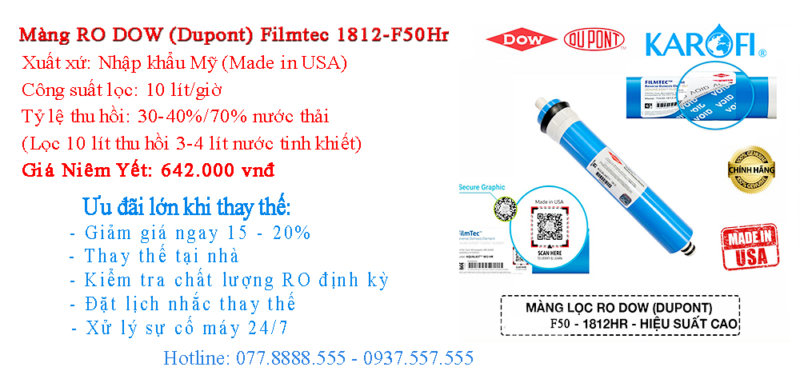 Màng RO DOW (Dupont) Filmtec 1812-F50Hr
Xuất xứ: Nhập khẩu Mỹ (Made in USA)
Công suất lọc: 10 lít/giờ
Tỷ lệ thu hồi: 30-40%/70% nước thải
(Lọc 10 lít thu hồi 3-4 lít nước tinh khiết)
Giá Niêm Yết: 642.000 vnđ
Ưu đãi lớn khi thay thế:
- Giảm giá ngay 15 - 20%
- Thay thế tại nhà
- Kiểm tra chất lượng RO định kỳ
- Đặt lịch nhắc thay thế
- Xử lý sự cố máy 24/7
Hotline: 077.8888.555 - 0937.557.555
DOW
DUPONT
KAROFI
FILMTEC™
VOID
VOID
VOID
CHÍNH HÃNG
MADE IN
USA
Secure Graphic
Made in USA
FilmTec™
SCAN HERE
MÀNG LỌC RO DOW (DUPONT)
F50 - 1812HR - HIỆU SUẤT CAO